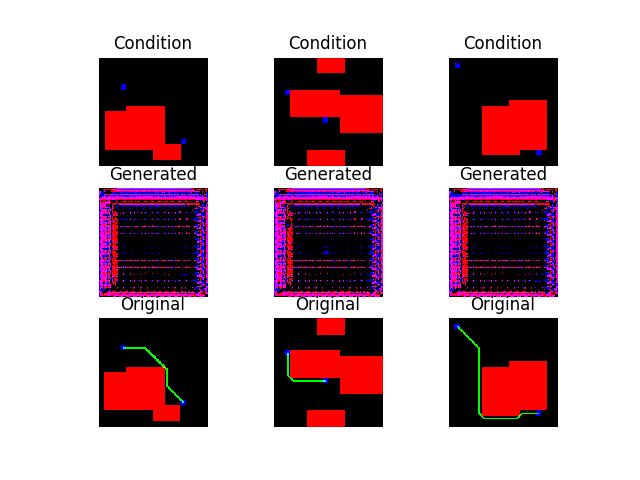 Condition
Condition
Condition
Generated
Generated
Generated
Original
Original
Original